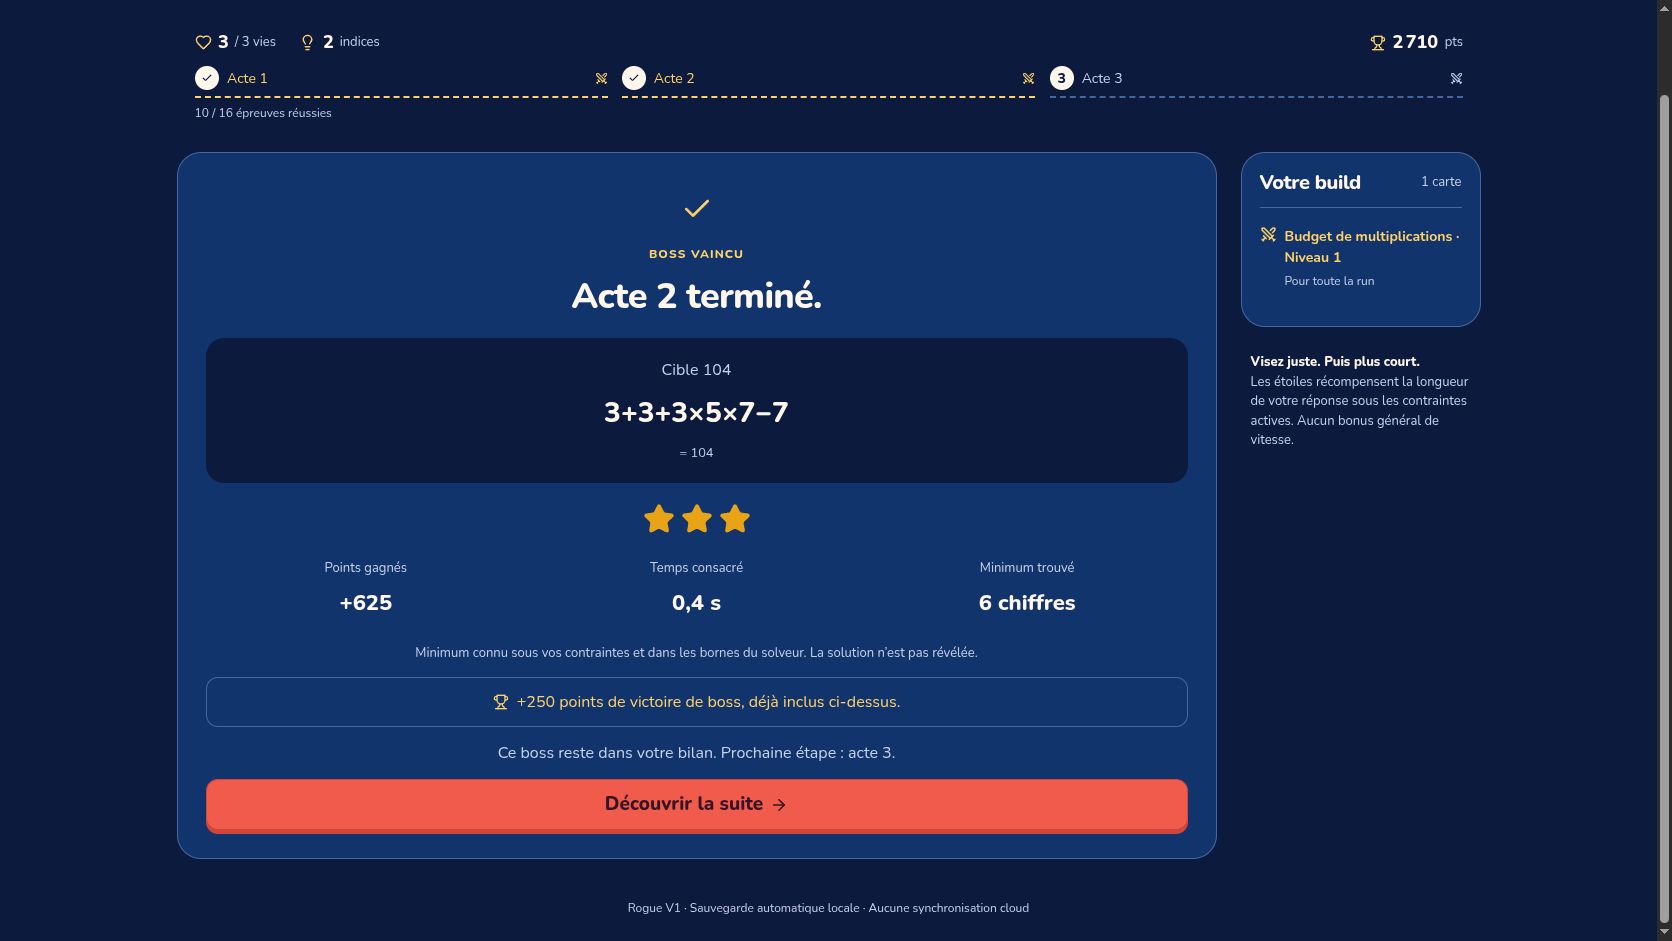 3 / 3 vies 2 indices 2 710 pts
✓ Acte 1 ✓ Acte 2 3 Acte 3
10 / 16 épreuves réussies
BOSS VAINCU
Acte 2 terminé.
Cible 104
3+3+3×5×7−7
= 104
Points gagnés Temps consacré Minimum trouvé
+625 0,4 s 6 chiffres
Minimum connu sous vos contraintes et dans les bornes du solveur. La solution n’est pas révélée.
+250 points de victoire de boss, déjà inclus ci-dessus.
Ce boss reste dans votre bilan. Prochaine étape : acte 3.
Découvrir la suite →
Votre build 1 carte
Budget de multiplications ·
Niveau 1
Pour toute la run
Visez juste. Puis plus court.
Les étoiles récompensent la longueur
de votre réponse sous les contraintes
actives. Aucun bonus général de
vitesse.
Rogue V1 · Sauvegarde automatique locale · Aucune synchronisation cloud